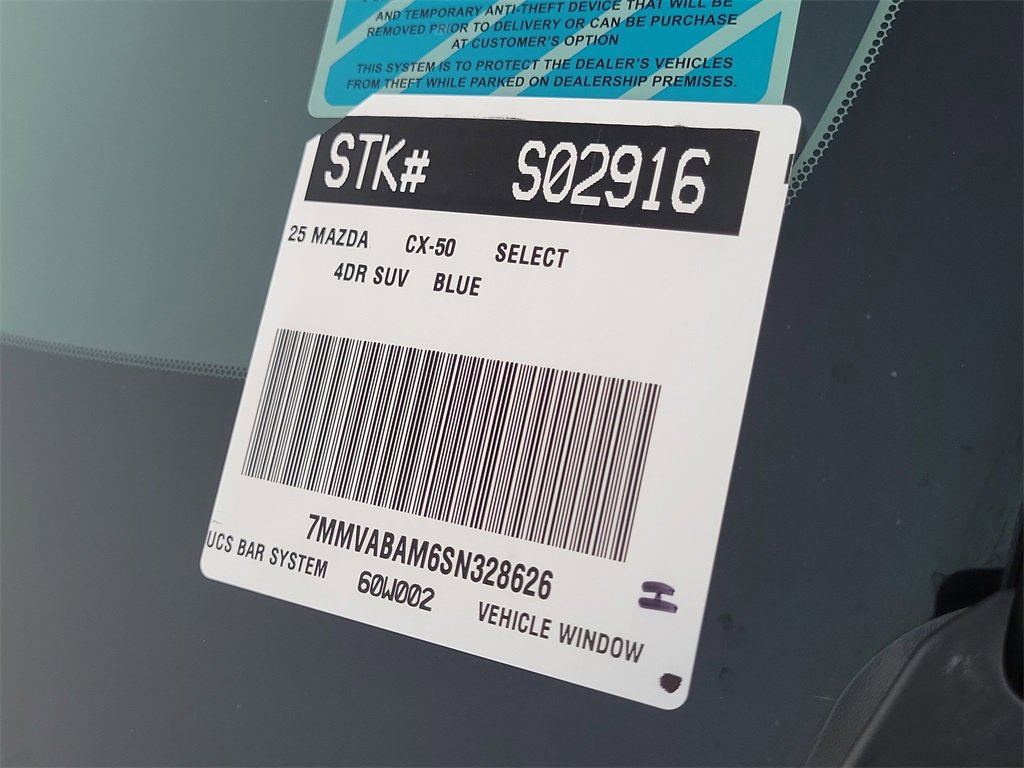 AND TEMPORARY ANTI-THEFT DEVICE THAT WILL BE
REMOVED PRIOR TO DELIVERY OR CAN BE PURCHASE
AT CUSTOMER'S OPTION
THIS SYSTEM IS TO PROTECT THE DEALER'S VEHICLES
FROM THEFT WHILE PARKED ON DEALERSHIP PREMISES.
STK# S02916
25 MAZDA CX-50 SELECT
4DR SUV BLUE
7MMVABAM6SN328626
UCS BAR SYSTEM 60W002 VEHICLE WINDOW
H